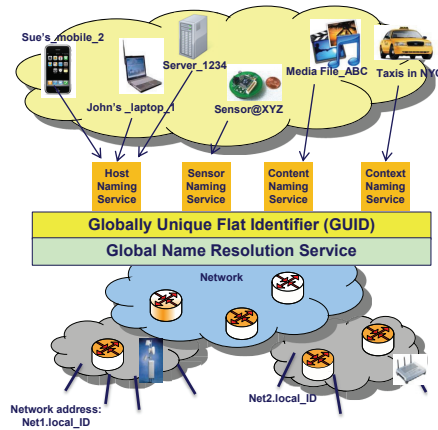 Sue's_mobile_2
Server_1234
John's _laptop_1
Media File_ABC
Taxis in NYC
Sensor@XYZ
Host
Naming
Service
Sensor
Naming
Service
Content
Naming
Service
Context
Naming
Service
Globally Unique Flat Identifier (GUID)
Global Name Resolution Service
Network
Network address:
Net1.local_ID
Net2.local_ID